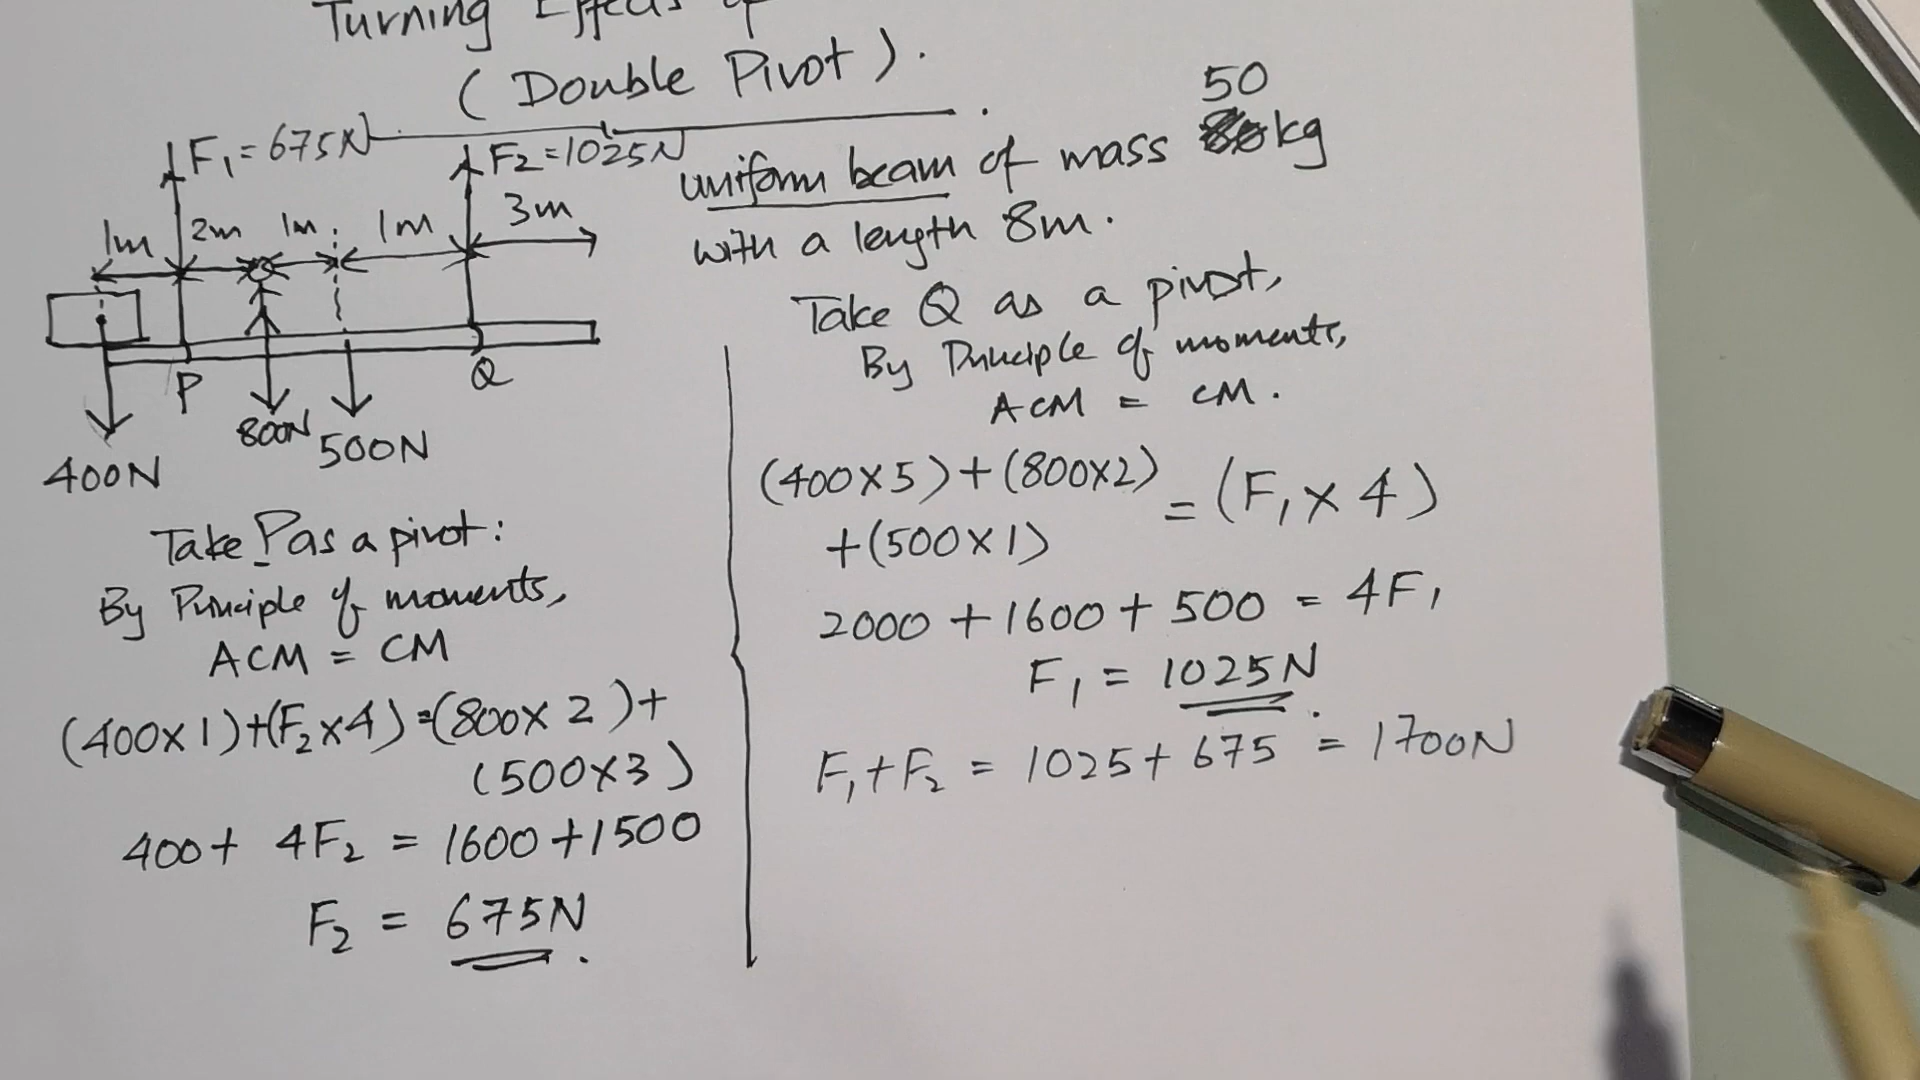 Turning Effects of
(Double Pivot).
F₁ = 675N
F₂ = 1025N
1m 2m 1m 1m 3m
P
Q
400N
800N
500N
50
uniform beam of mass kg
with a length 8m.
Take P as a pivot:
By Principle of moments,
ACM = CM
(400×1)+(F₂×4)=(800×2)+
(500×3)
400+ 4F₂ = 1600+1500
F₂ = 675N.
Take Q as a pivot,
By Principle of moments,
ACM = CM.
(400×5)+(800×2)
+(500×1)
= (F₁×4)
2000+1600+500 = 4F₁
F₁ = 1025N.
F₁+F₂ = 1025+675 = 1700N